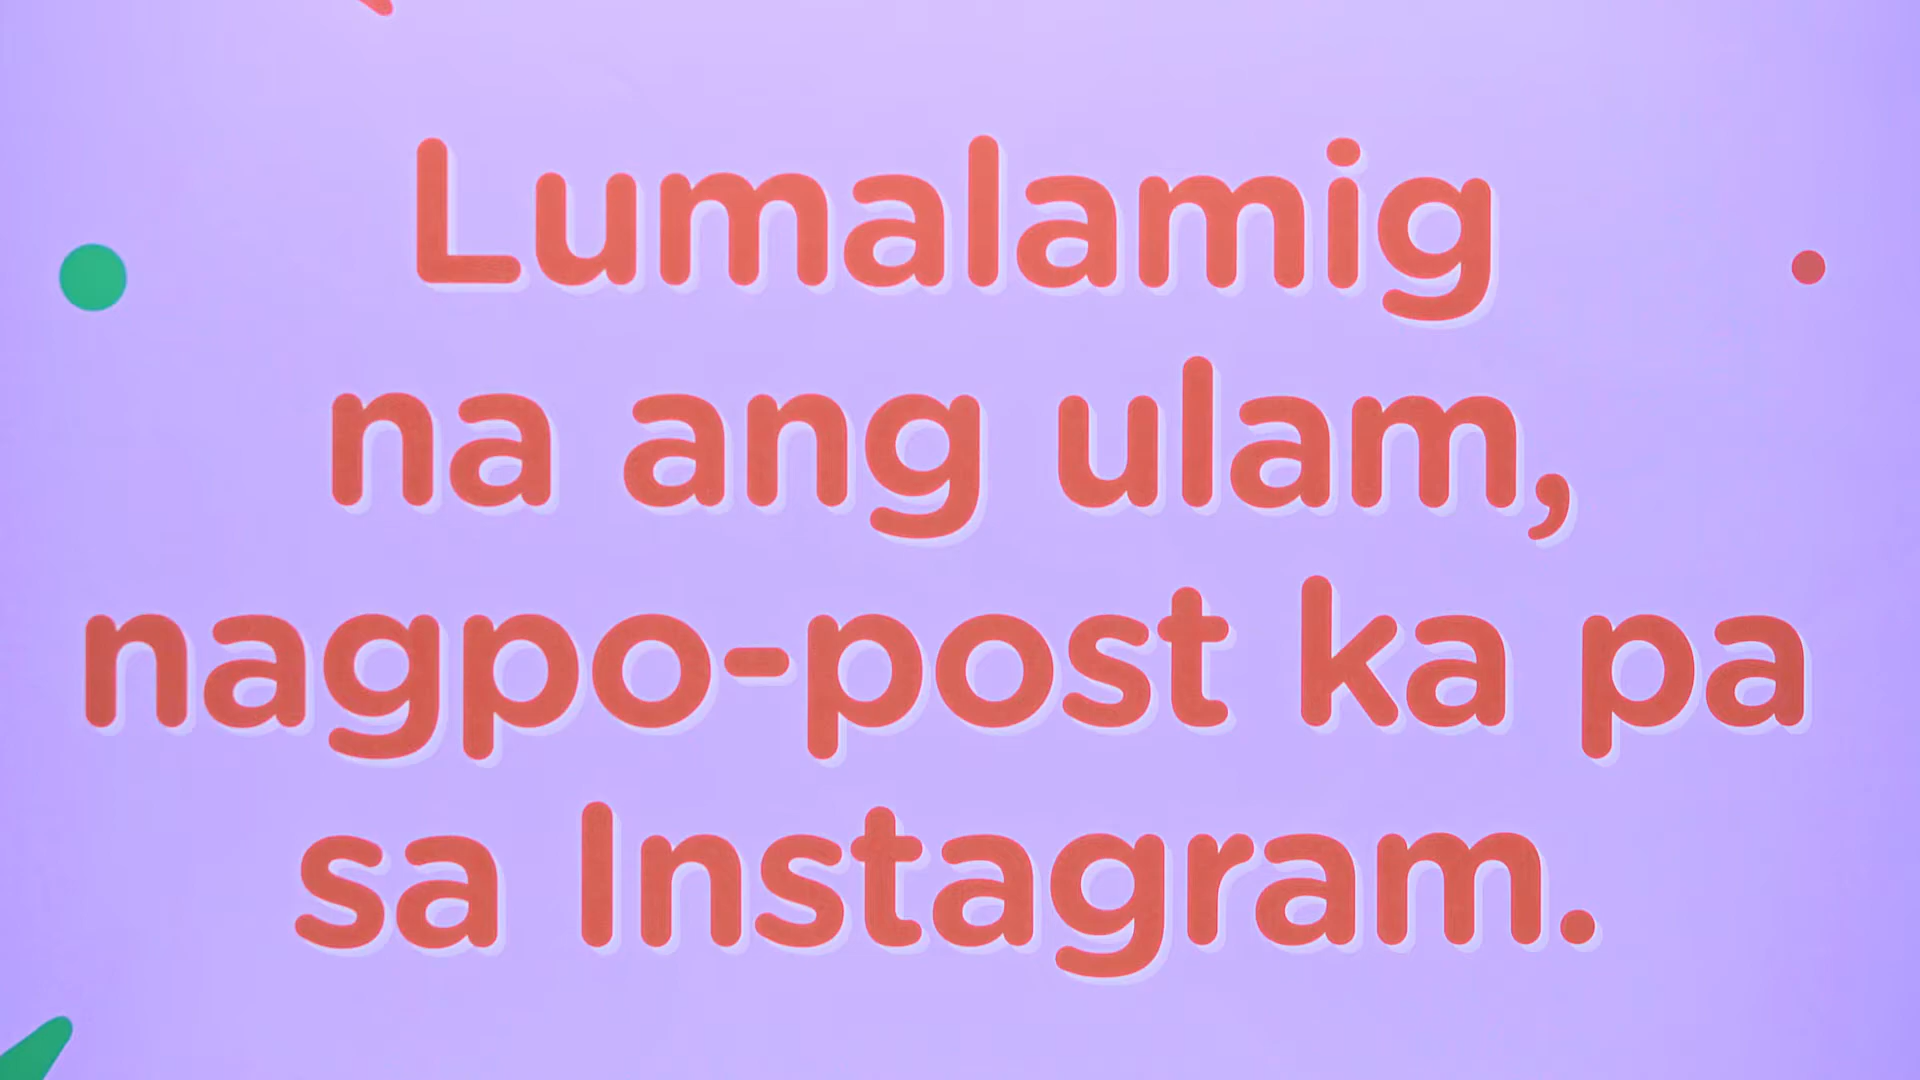 Lumalamig
na ang ulam,
nagpo-post ka pa
sa Instagram.